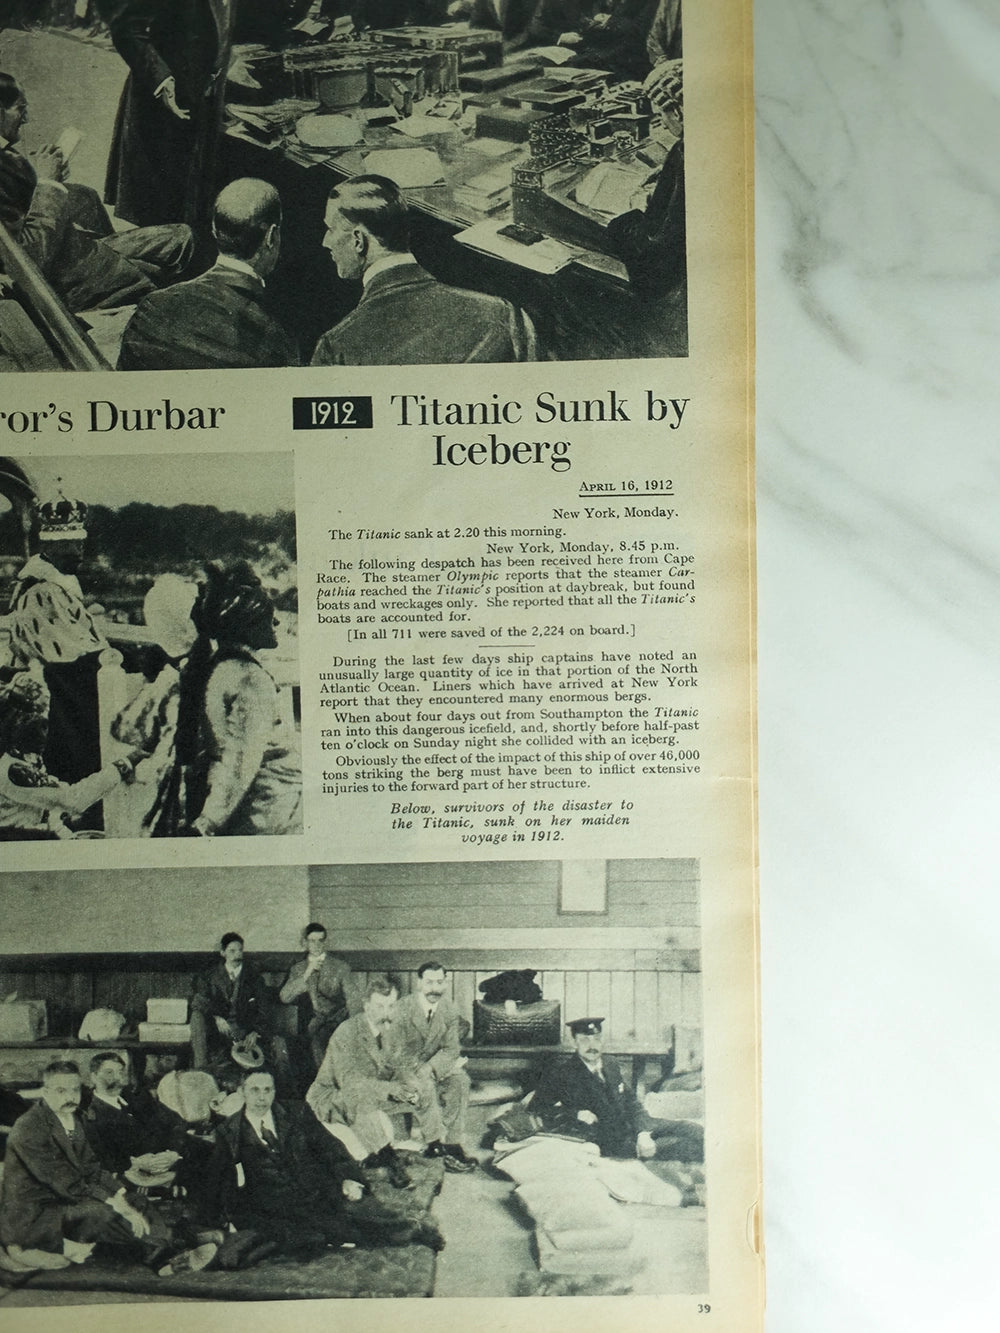 ror's Durbar
1912 Titanic Sunk by
Iceberg
APRIL 16, 1912
New York, Monday.
The Titanic sank at 2.20 this morning.
New York, Monday, 8.45 p.m.
The following despatch has been received here from Cape
Race. The steamer Olympic reports that the steamer Car-
pathia reached the Titanic's position at daybreak, but found
boats and wreckages only. She reported that all the Titanic's
boats are accounted for.
[In all 711 were saved of the 2,224 on board.]
During the last few days ship captains have noted an
unusually large quantity of ice in that portion of the North
Atlantic Ocean. Liners which have arrived at New York
report that they encountered many enormous bergs.
When about four days out from Southampton the Titanic
ran into this dangerous icefield, and, shortly before half-past
ten o'clock on Sunday night she collided with an iceberg.
Obviously the effect of the impact of this ship of over 46,000
tons striking the berg must have been to inflict extensive
injuries to the forward part of her structure.
Below, survivors of the disaster to
the Titanic, sunk on her maiden
voyage in 1912.
39